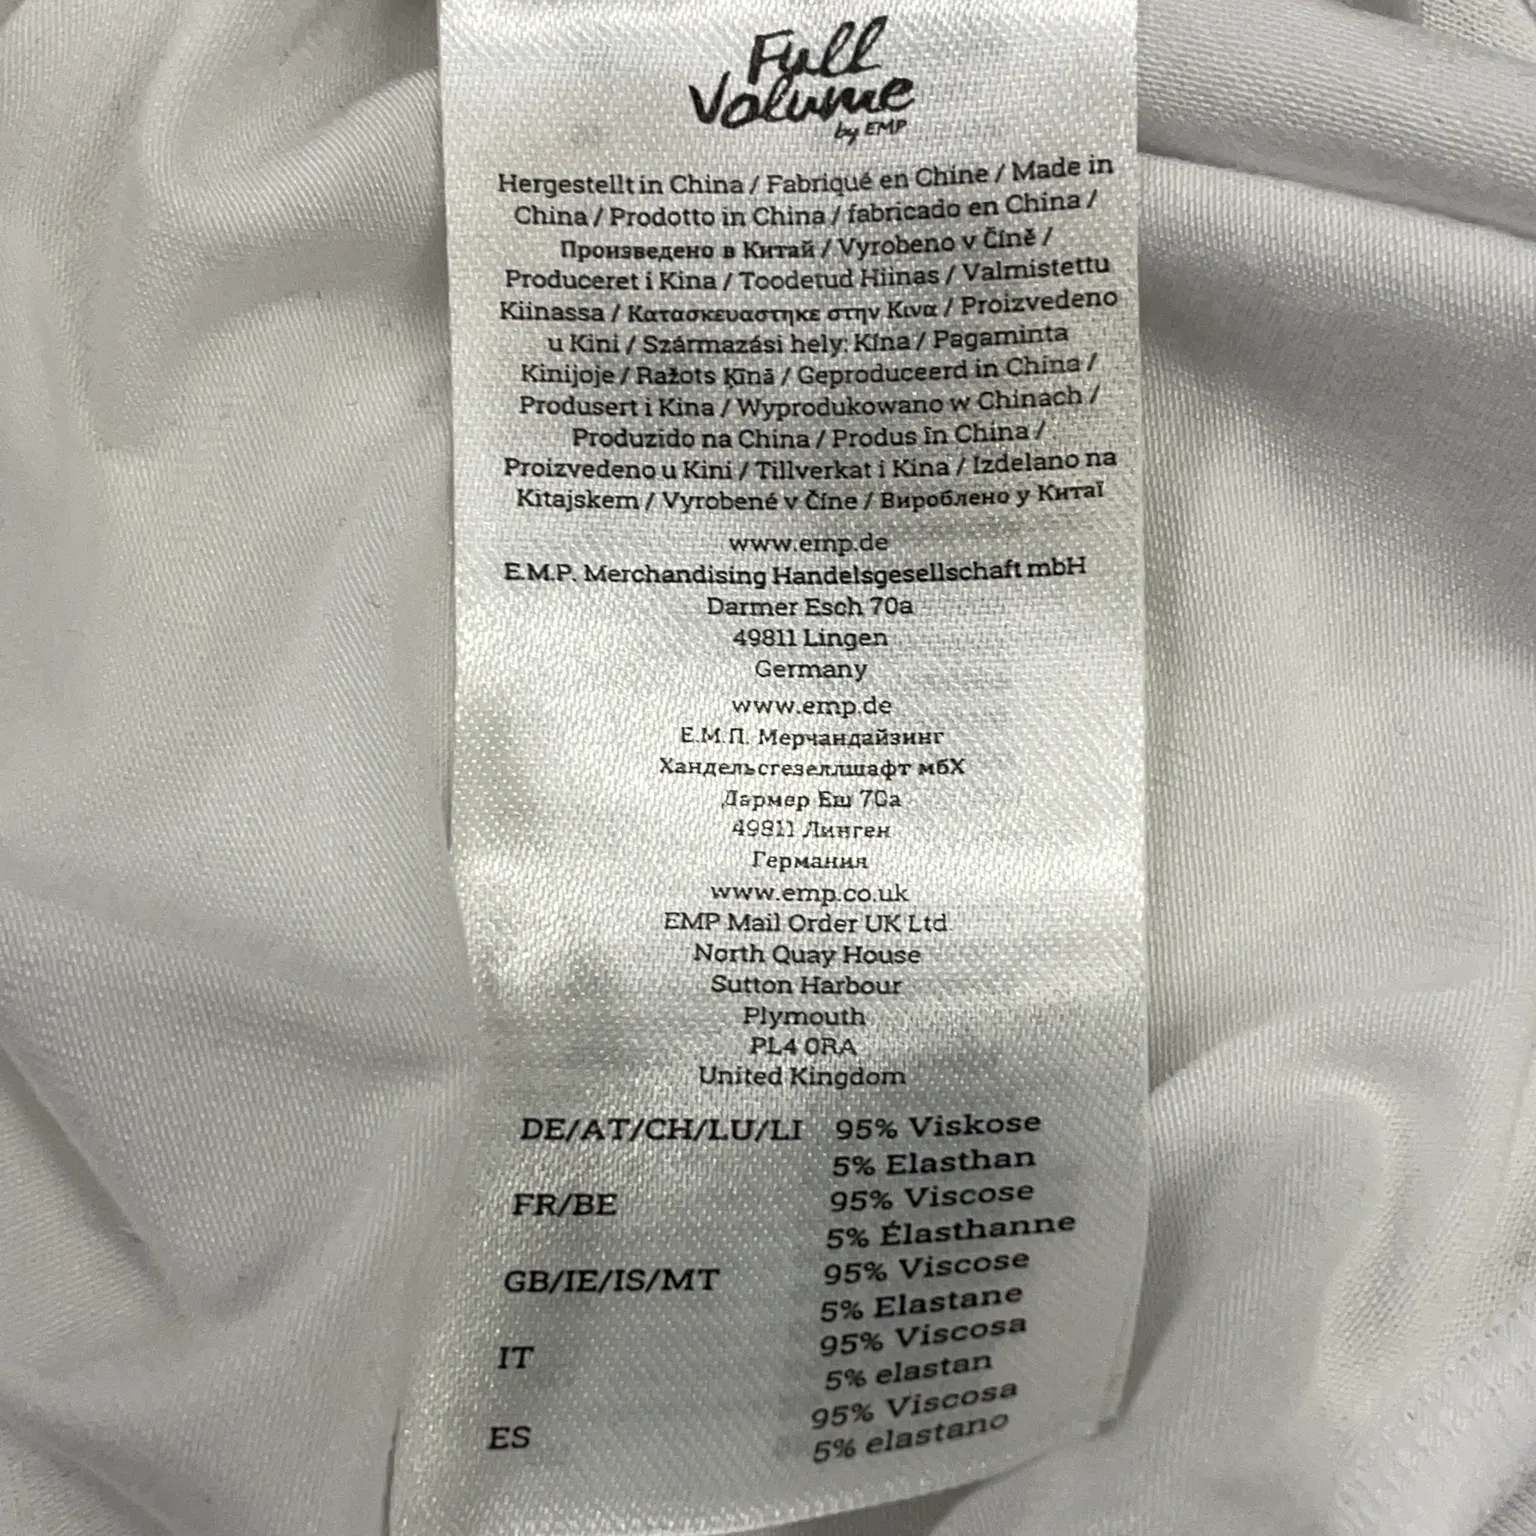 Full
Volume
by EMP
Hergestellt in China / Fabriqué en Chine / Made in
China / Prodotto in China / fabricado en China /
Произведено в Китай / Vyrobeno v Číně /
Produceret i Kina / Toodetud Hiinas / Valmistettu
Kiinassa / Κατασκευαστηκε στην Κινα / Proizvedeno
u Kini / Származási hely: Kína / Pagaminta
Kinijoje / Ražots Ķīnā / Geproduceerd in China /
Produsert i Kina / Wyprodukowano w Chinach /
Produzido na China / Produs în China /
Proizvedeno u Kini / Tillverkat i Kina / Izdelano na
Kitajskem / Vyrobené v Číne / Вироблено у Китаї
www.emp.de
E.M.P. Merchandising Handelsgesellschaft mbH
Darmer Esch 70a
49811 Lingen
Germany
www.emp.de
Е.М.П. Мерчандайзинг
Хандельсгезеллшафт мбХ
Дармер Еш 70а
49811 Линген
Германия
www.emp.co.uk
EMP Mail Order UK Ltd
North Quay House
Sutton Harbour
Plymouth
PL4 0RA
United Kingdom
DE/AT/CH/LU/LI 95% Viskose
5% Elasthan
FR/BE 95% Viscose
5% Élasthanne
GB/IE/IS/MT 95% Viscose
5% Elastane
IT 95% Viscosa
5% elastan
ES 95% Viscosa
5% elastano